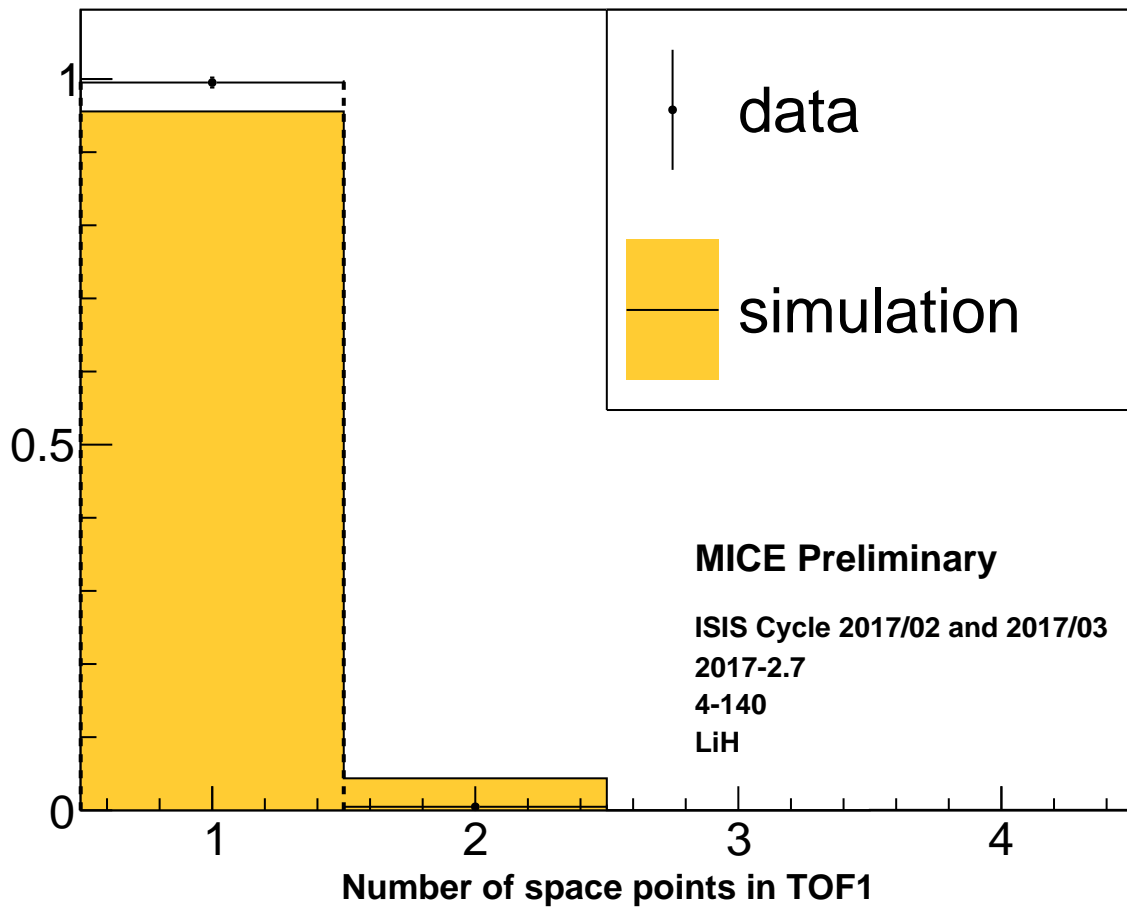 1
0.5
0
data
simulation
MICE Preliminary
ISIS Cycle 2017/02 and 2017/03
2017-2.7
4-140
LiH
1 2 3 4
Number of space points in TOF1